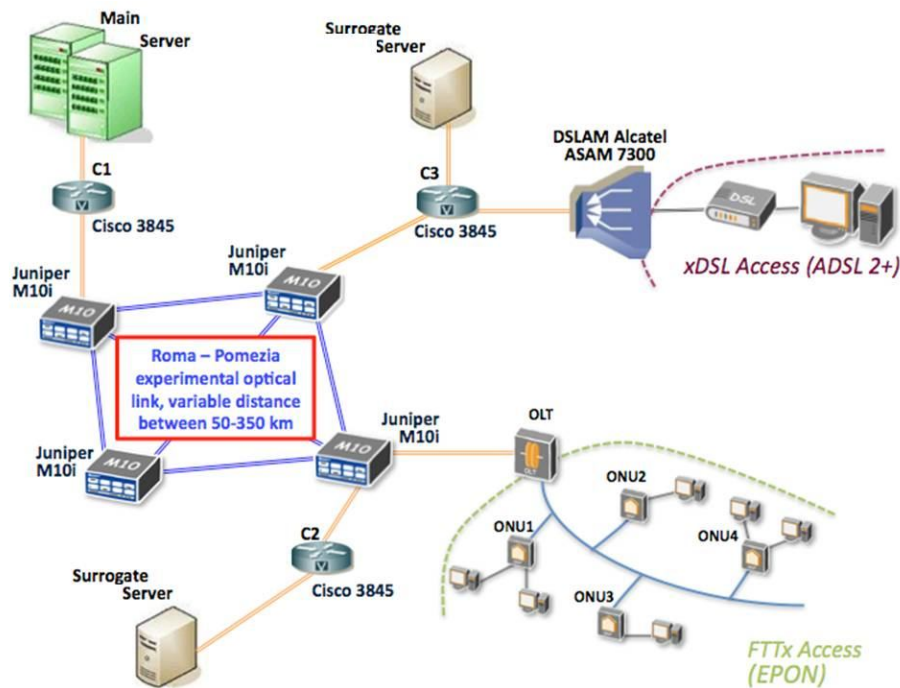 Main
Server
Surrogate
Server
DSLAM Alcatel
ASAM 7300
C1
Cisco 3845
C3
Cisco 3845
DSL
xDSL Access (ADSL 2+)
Juniper
M10i
M10
Juniper
M10i
M10
Roma – Pomezia
experimental optical
link, variable distance
between 50-350 km
Juniper
M10i
M10
Juniper
M10i
M10
OLT
OLT
ONU1
ONU2
ONU4
ONU3
C2
Cisco 3845
Surrogate
Server
FTTx Access
(EPON)